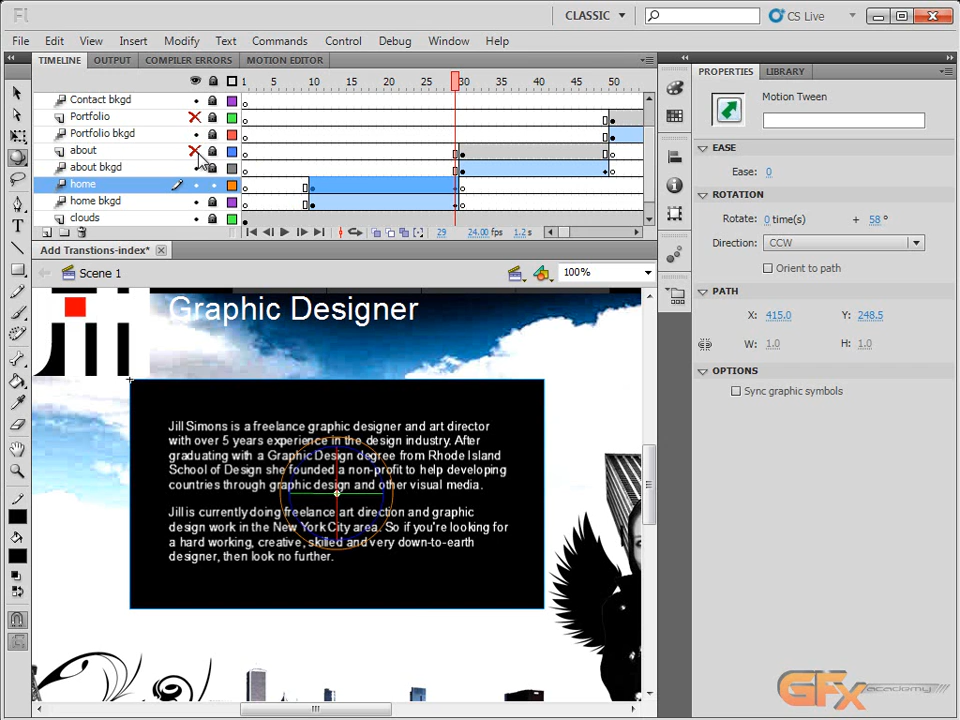 Fl
CLASSIC
CS Live
File Edit View Insert Modify Text Commands Control Debug Window Help
TIMELINE OUTPUT COMPILER ERRORS MOTION EDITOR
PROPERTIES LIBRARY
1 5 10 15 20 25 30 35 40 45 50
Contact bkgd
Portfolio
Portfolio bkgd
about
about bkgd
home
home bkgd
clouds
29 24.00 fps 1.2 s
Motion Tween
EASE
Ease: 0
ROTATION
Rotate: 0 time(s) + 58 °
Direction: CCW
Orient to path
PATH
X: 415.0 Y: 248.5
W: 1.0 H: 1.0
OPTIONS
Sync graphic symbols
Add Transtions-index*
Scene 1
100%
Graphic Designer
Jill Simons is a freelance graphic designer and art director
with over 5 years experience in the design industry. After
graduating with a Graphic Design degree from Rhode Island
School of Design she founded a non-profit to help developing
countries through graphic design and other visual media.
Jill is currently doing freelance art direction and graphic
design work in the New York City area. So if you're looking for
a hard working, creative, skilled and very down-to-earth
designer, then look no further.
GFx academy